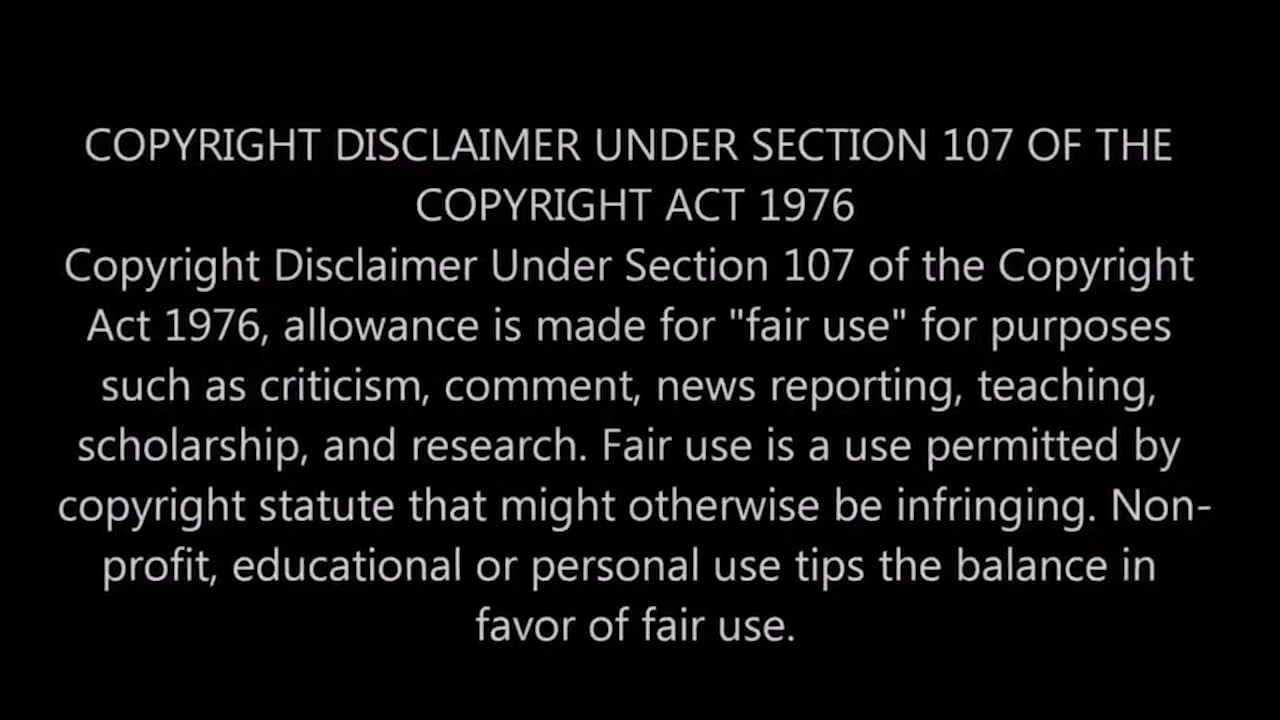 COPYRIGHT DISCLAIMER UNDER SECTION 107 OF THE
COPYRIGHT ACT 1976
Copyright Disclaimer Under Section 107 of the Copyright
Act 1976, allowance is made for "fair use" for purposes
such as criticism, comment, news reporting, teaching,
scholarship, and research. Fair use is a use permitted by
copyright statute that might otherwise be infringing. Non-
profit, educational or personal use tips the balance in
favor of fair use.